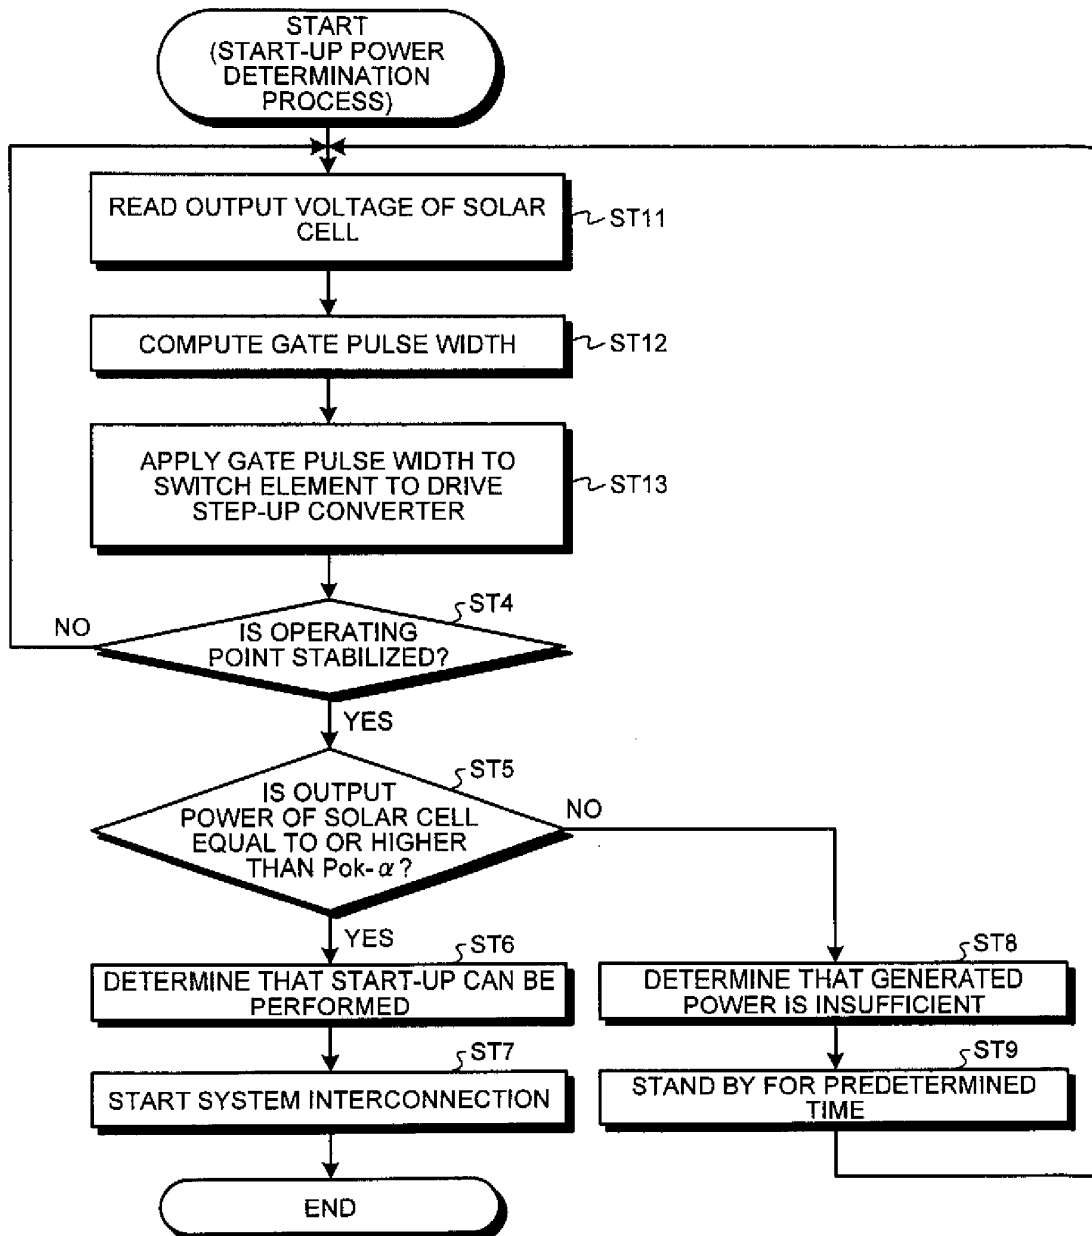 START
(START-UP POWER
DETERMINATION
PROCESS)
READ OUTPUT VOLTAGE OF SOLAR
CELL
ST11
COMPUTE GATE PULSE WIDTH
ST12
APPLY GATE PULSE WIDTH TO
SWITCH ELEMENT TO DRIVE
STEP-UP CONVERTER
ST13
ST4
NO
IS OPERATING
POINT STABILIZED?
YES
ST5
IS OUTPUT
POWER OF SOLAR CELL
EQUAL TO OR HIGHER
THAN Pok-α?
NO
YES
ST6
DETERMINE THAT START-UP CAN BE
PERFORMED
ST8
DETERMINE THAT GENERATED
POWER IS INSUFFICIENT
ST7
START SYSTEM INTERCONNECTION
ST9
STAND BY FOR PREDETERMINED
TIME
END